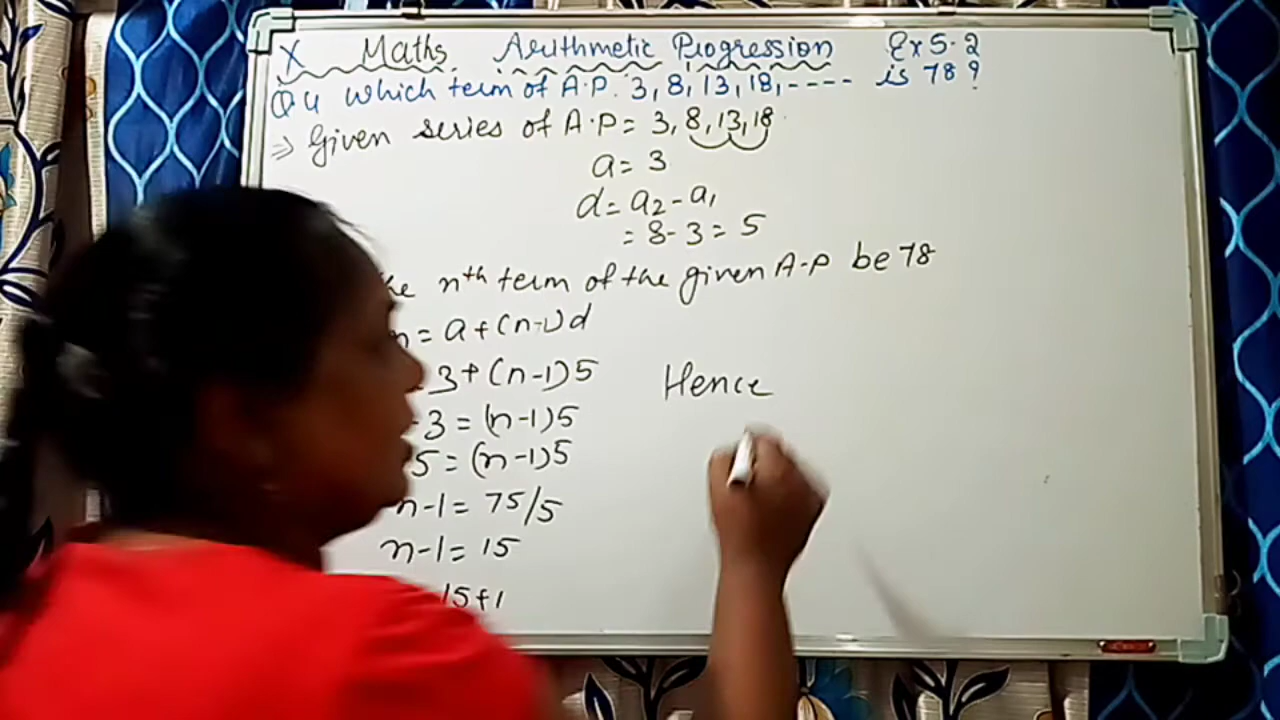 X Maths Arithmetic Progression Ex 5.2
Q 4 Which term of A.P. 3, 8, 13, 18, ---- is 78 ?
⇒ Given series of A.P = 3, 8, 13, 18
a = 3
d = a₂ - a₁
= 8 - 3 = 5
nth term of the given A.P be 78
= a + (n-1)d
3 + (n-1)5
3 = (n-1)5
5 = (n-1)5
n-1 = 75/5
n-1 = 15
15+1
Hence